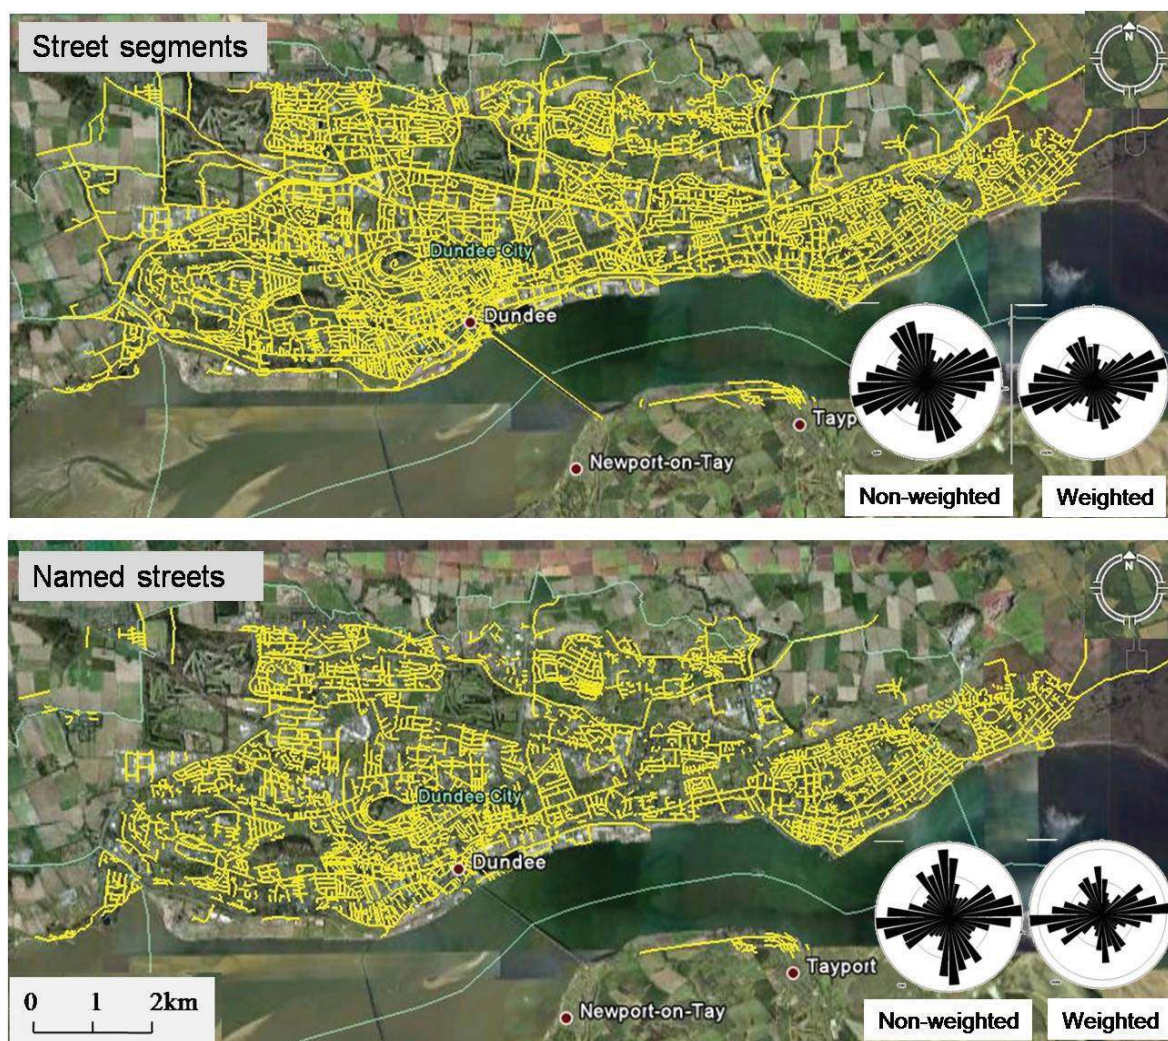 Street segments
N
Dundee City
Dundee
Taypo
Newport-on-Tay
Non-weighted
Weighted
Named streets
N
Dundee City
Dundee
Tayport
Newport-on-Tay
0 1 2km
Non-weighted
Weighted